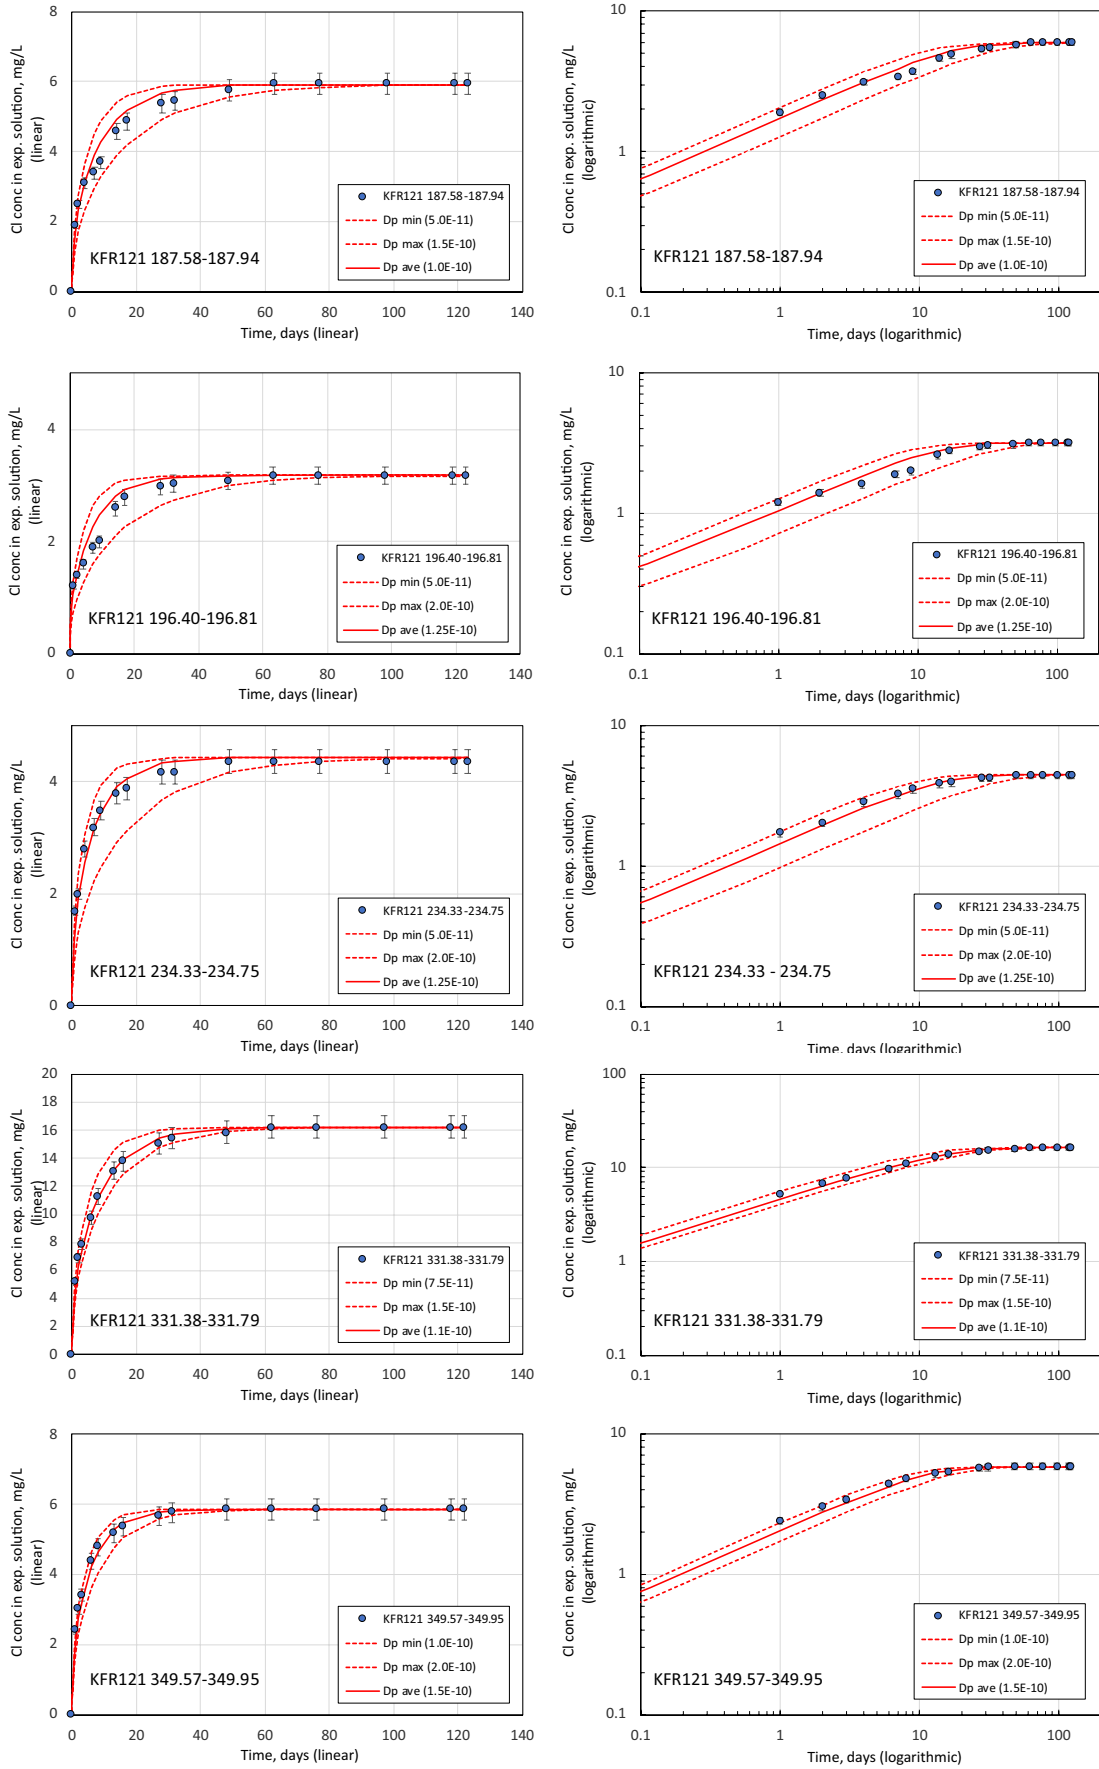 Cl conc in exp. solution, mg/L
(linear)
8
6
4
2
0
KFR121 187.58-187.94
Dp min (5.0E-11)
Dp max (1.5E-10)
Dp ave (1.0E-10)
KFR121 187.58-187.94
0 20 40 60 80 100 120 140
Time, days (linear)
Cl conc in exp. solution, mg/L
(logarithmic)
10
1
0.1
KFR121 187.58-187.94
Dp min (5.0E-11)
Dp max (1.5E-10)
Dp ave (1.0E-10)
KFR121 187.58-187.94
0.1 1 10 100
Time, days (logarithmic)
Cl conc in exp. solution, mg/L
(linear)
4
2
0
KFR121 196.40-196.81
Dp min (5.0E-11)
Dp max (2.0E-10)
Dp ave (1.25E-10)
KFR121 196.40-196.81
0 20 40 60 80 100 120 140
Time, days (linear)
Cl conc in exp. solution, mg/L
(logarithmic)
10
1
0.1
KFR121 196.40-196.81
Dp min (5.0E-11)
Dp max (2.0E-10)
Dp ave (1.25E-10)
KFR121 196.40-196.81
0.1 1 10 100
Time, days (logarithmic)
Cl conc in exp. solution, mg/L
(linear)
4
2
0
KFR121 234.33-234.75
Dp min (5.0E-11)
Dp max (2.0E-10)
Dp ave (1.25E-10)
KFR121 234.33-234.75
0 20 40 60 80 100 120 140
Time, days (linear)
Cl conc in exp. solution, mg/L
(logarithmic)
10
1
0.1
KFR121 234.33-234.75
Dp min (5.0E-11)
Dp max (2.0E-10)
Dp ave (1.25E-10)
KFR121 234.33 - 234.75
0.1 1 10 100
Time, days (logarithmic)
Cl conc in exp. solution, mg/L
(linear)
20
18
16
14
12
10
8
6
4
2
0
KFR121 331.38-331.79
Dp min (7.5E-11)
Dp max (1.5E-10)
Dp ave (1.1E-10)
KFR121 331.38-331.79
0 20 40 60 80 100 120 140
Time, days (linear)
Cl conc in exp. solution, mg/L
(logarithmic)
100
10
1
0.1
KFR121 331.38-331.79
Dp min (7.5E-11)
Dp max (1.5E-10)
Dp ave (1.1E-10)
KFR121 331.38-331.79
0.1 1 10 100
Time, days (logarithmic)
Cl conc in exp. solution, mg/L
(linear)
8
6
4
2
0
KFR121 349.57-349.95
Dp min (1.0E-10)
Dp max (2.0E-10)
Dp ave (1.5E-10)
KFR121 349.57-349.95
0 20 40 60 80 100 120 140
Time, days (linear)
Cl conc in exp. solution, mg/L
(logarithmic)
10
1
0.1
KFR121 349.57-349.95
Dp min (1.0E-10)
Dp max (2.0E-10)
Dp ave (1.5E-10)
KFR121 349.57-349.95
0.1 1 10 100
Time, days (logarithmic)